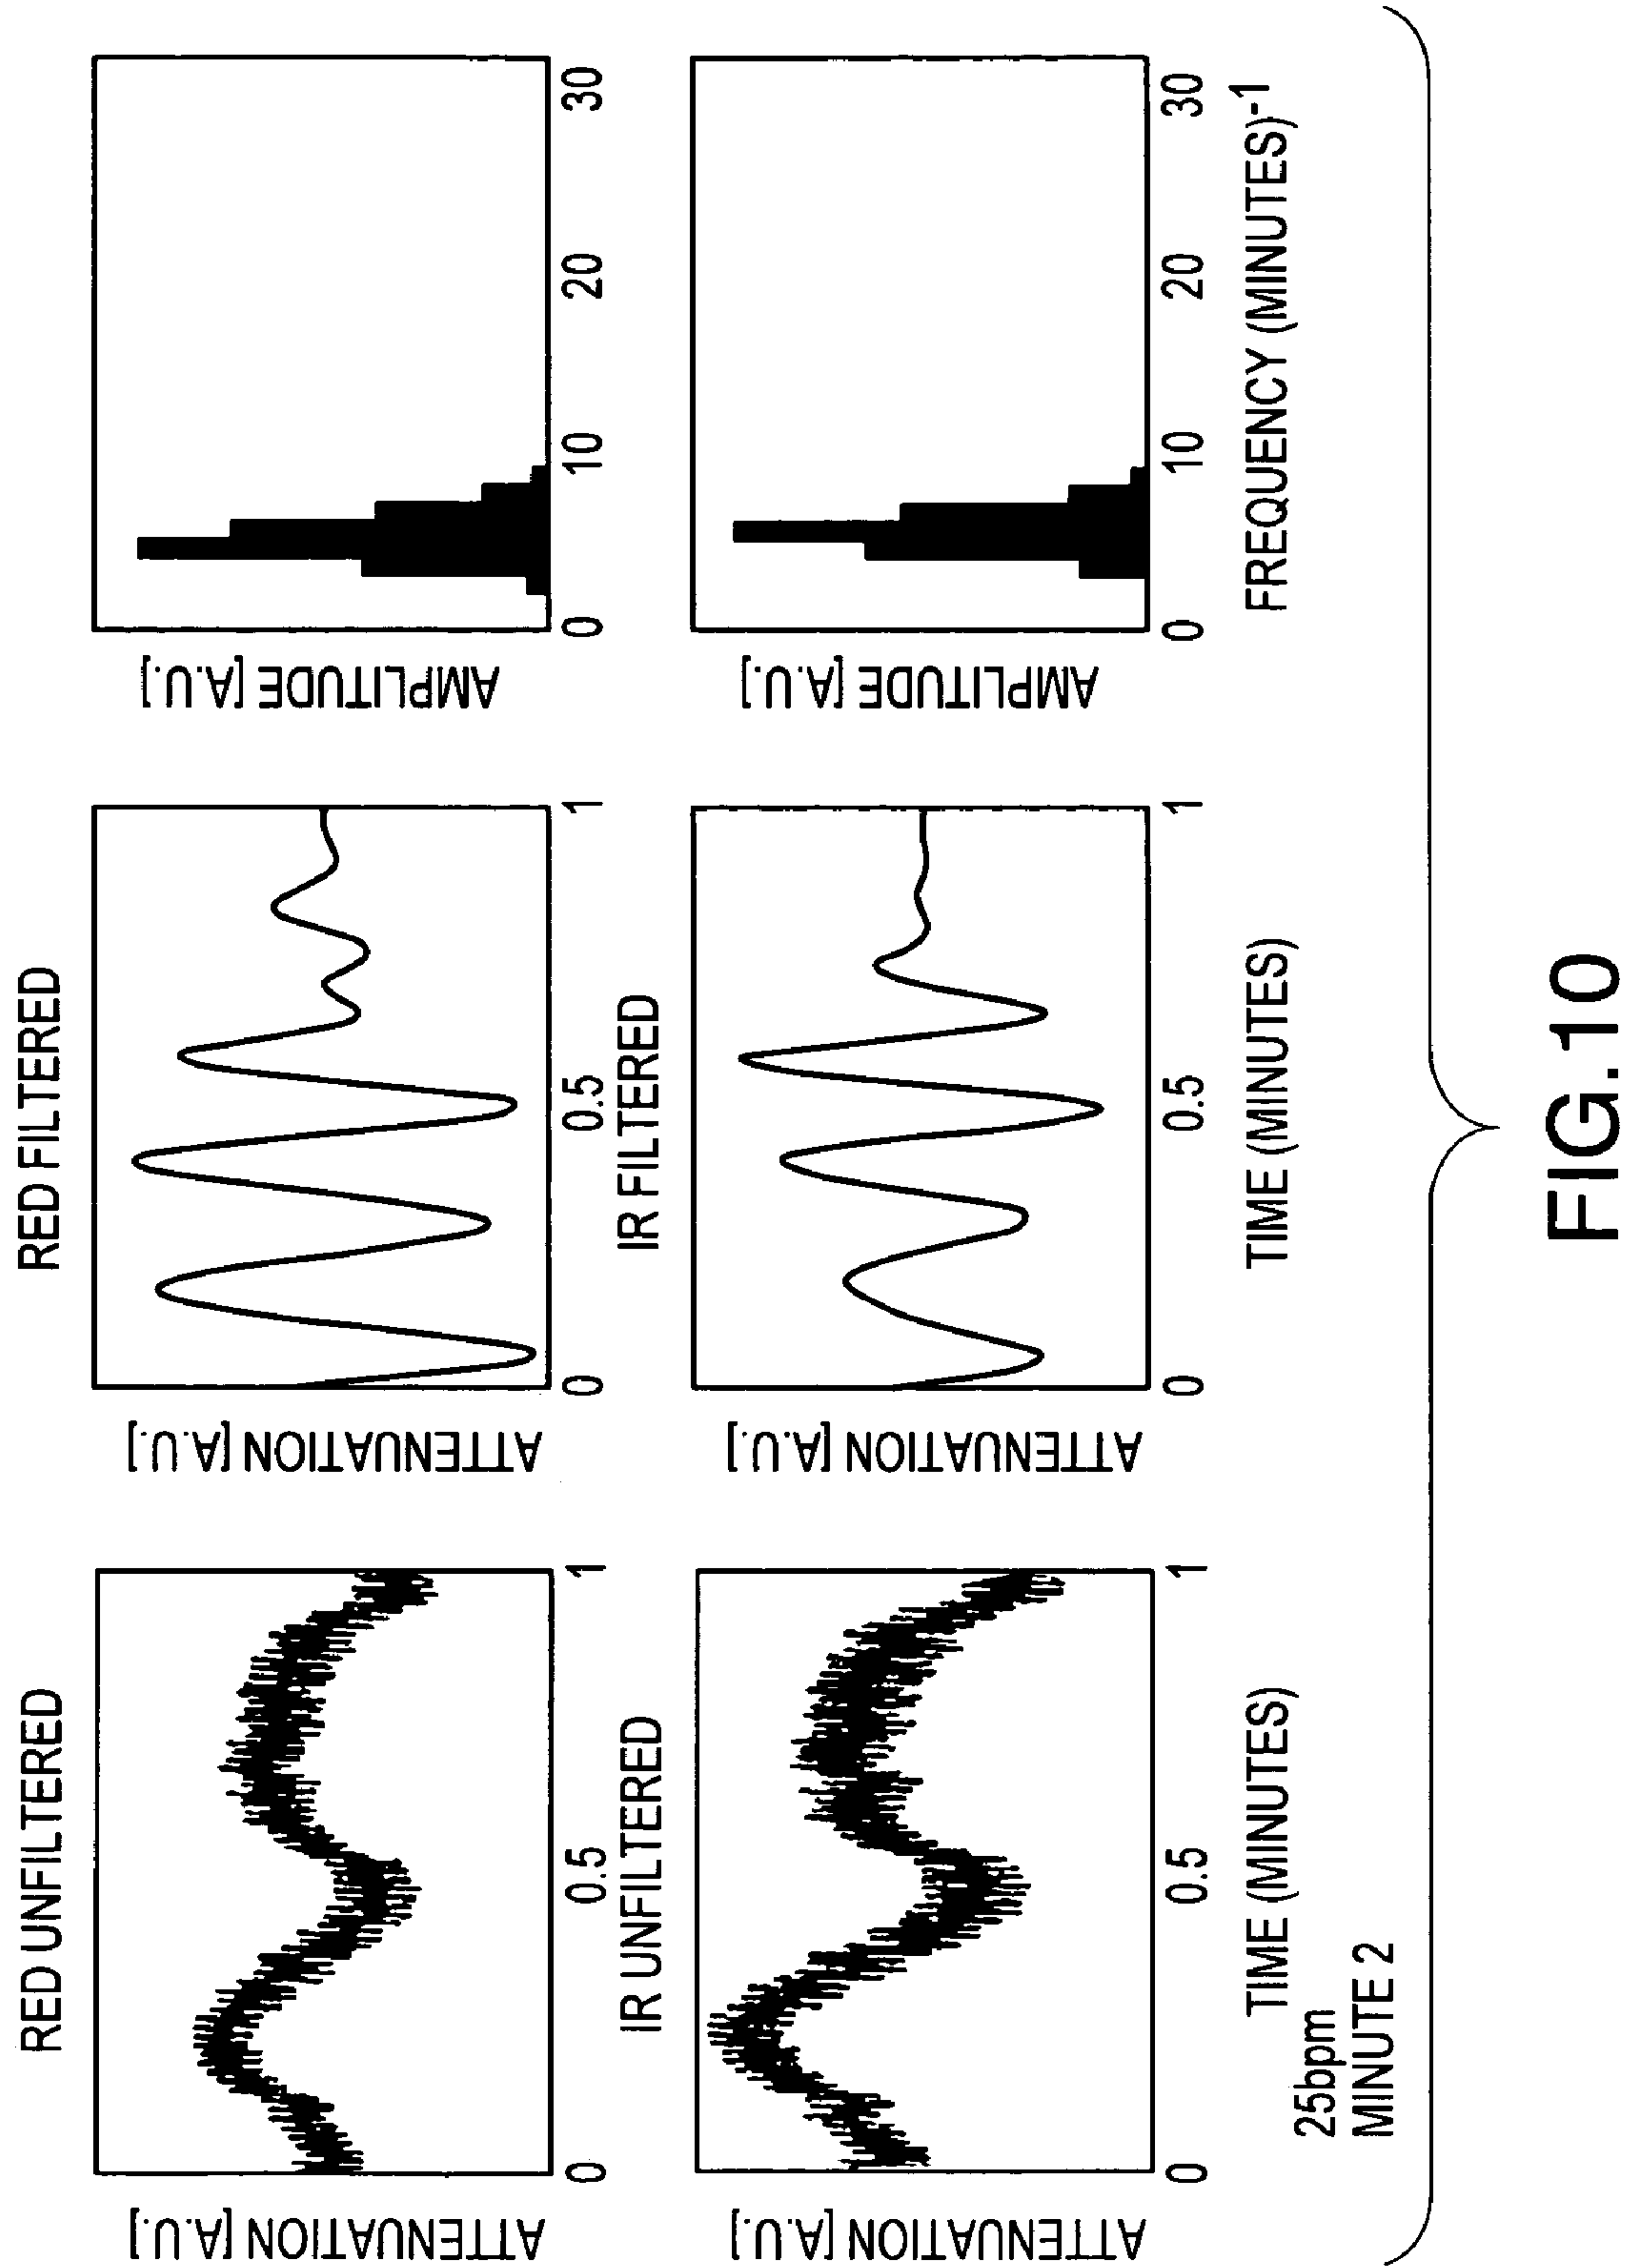 RED UNFILTERED
ATTENUATION [A.U.]
0 0.5 1
RED FILTERED
ATTENUATION [A.U.]
0 0.5 1
AMPLITUDE [A.U.]
0 10 20 30
IR UNFILTERED
ATTENUATION [A.U.]
0 0.5 1
TIME (MINUTES)
IR FILTERED
ATTENUATION [A.U.]
0 0.5 1
TIME (MINUTES)
AMPLITUDE [A.U.]
0 10 20 30
FREQUENCY (MINUTES)-1
25bpm
MINUTE 2
FIG.10